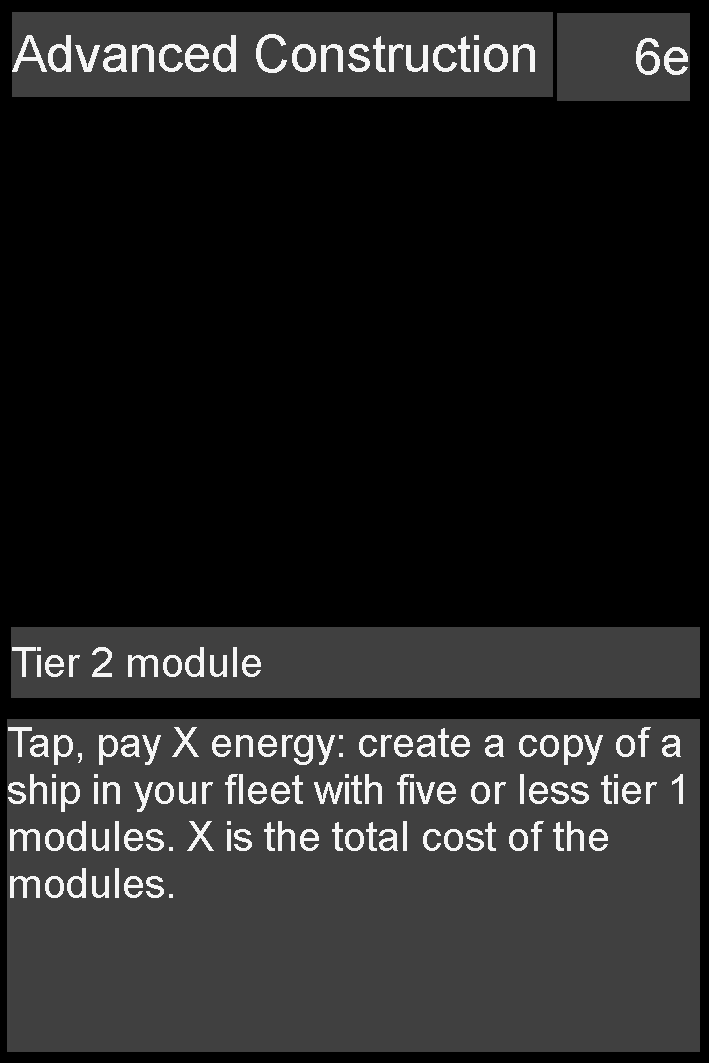 Advanced Construction
6e
Tier 2 module
Tap, pay X energy: create a copy of a
ship in your fleet with five or less tier 1
modules. X is the total cost of the
modules.